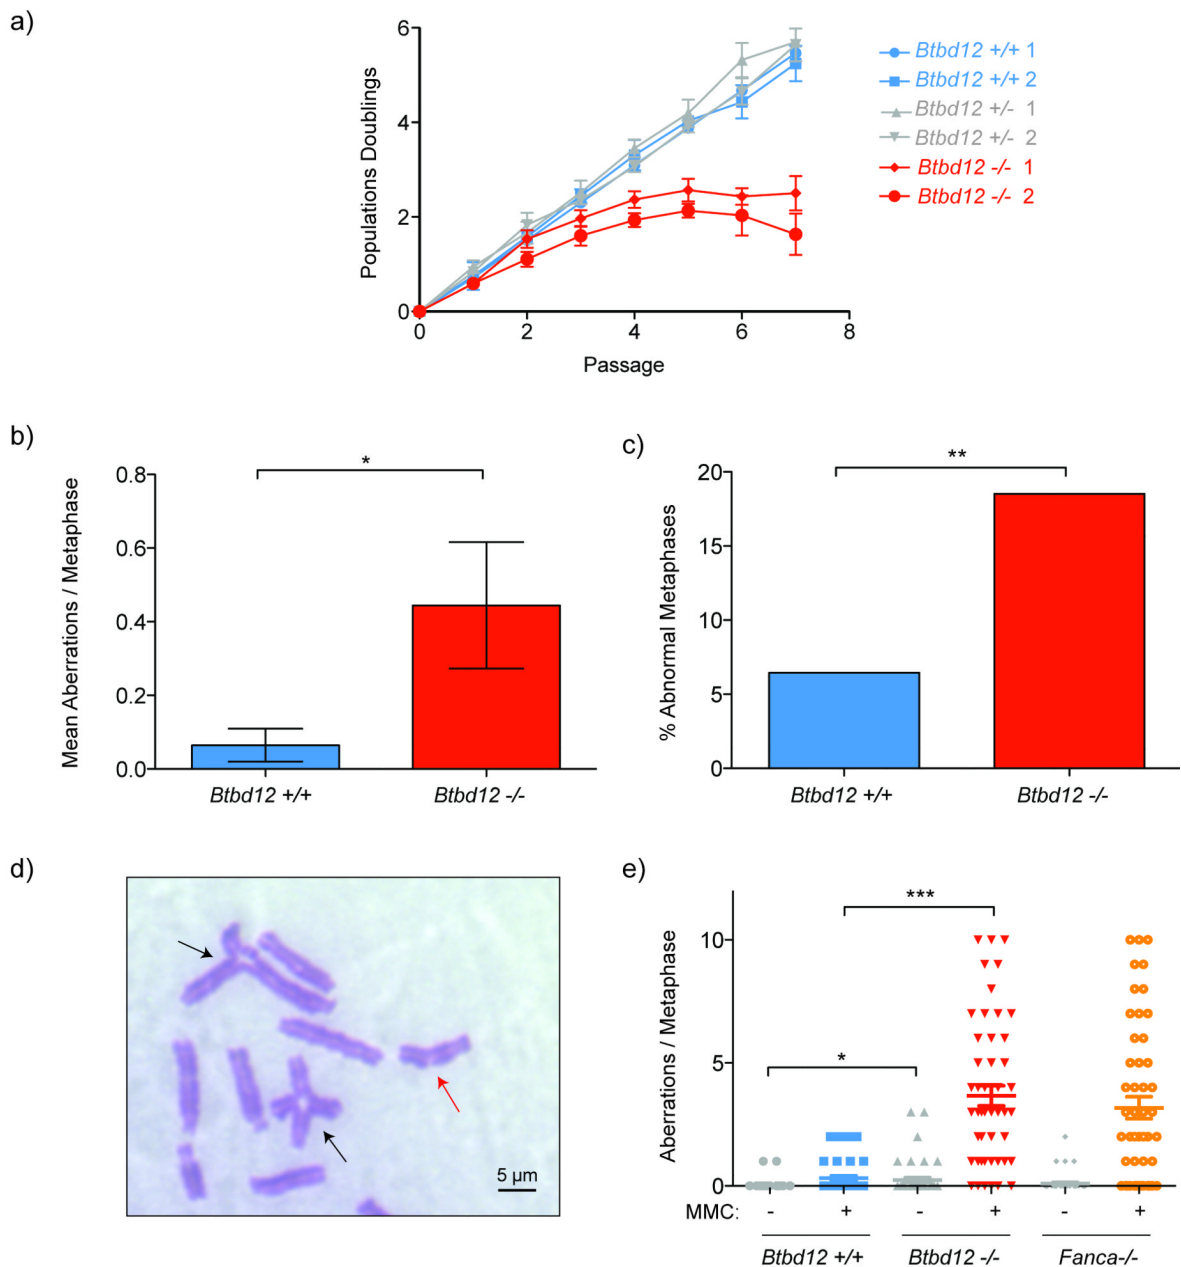 a)
6
4
2
0
Populations Doublings
0 2 4 6 8
Passage
Btbd12 +/+ 1
Btbd12 +/+ 2
Btbd12 +/- 1
Btbd12 +/- 2
Btbd12 -/- 1
Btbd12 -/- 2
b)
*
0.8
0.6
0.4
0.2
0.0
Mean Aberrations / Metaphase
Btbd12 +/+ Btbd12 -/-
c)
**
20
15
10
5
0
% Abnormal Metaphases
Btbd12 +/+ Btbd12 -/-
d)
5 µm
e)
***
*
10
5
0
Aberrations / Metaphase
MMC: - + - + - +
Btbd12 +/+ Btbd12 -/- Fanca-/-